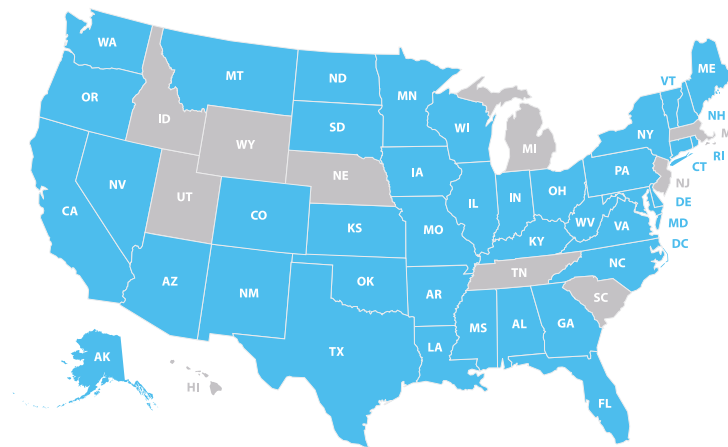 WA
MT
ND
MN
VT
ME
OR
ID
SD
WI
MI
NY
NH
M
WY
RI
CT
NE
IA
PA
NJ
NV
UT
CO
IL
IN
OH
DE
CA
KS
MO
KY
WV
VA
MD
DC
AZ
NM
OK
AR
TN
NC
SC
MS
AL
GA
AK
TX
LA
HI
FL